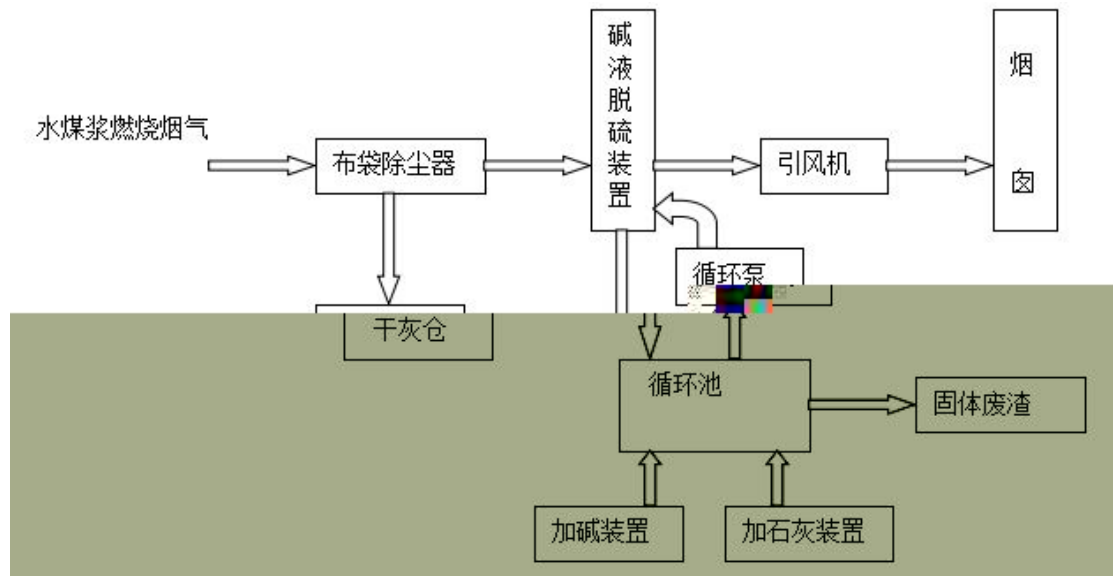 水煤浆燃烧烟气
布袋除尘器
碱液脱硫装置
引风机
烟囱
循环泵
干灰仓
循环池
固体废渣
加碱装置
加石灰装置